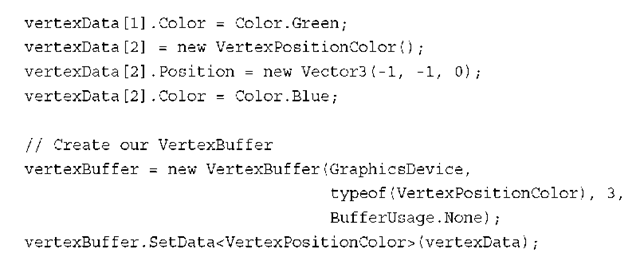 vertexData[1].Color = Color.Green;
vertexData[2] = new VertexPositionColor();
vertexData[2].Position = new Vector3(-1, -1, 0);
vertexData[2].Color = Color.Blue;
// Create our VertexBuffer
vertexBuffer = new VertexBuffer(GraphicsDevice,
typeof(VertexPositionColor), 3,
BufferUsage.None);
vertexBuffer.SetData<VertexPositionColor>(vertexData);